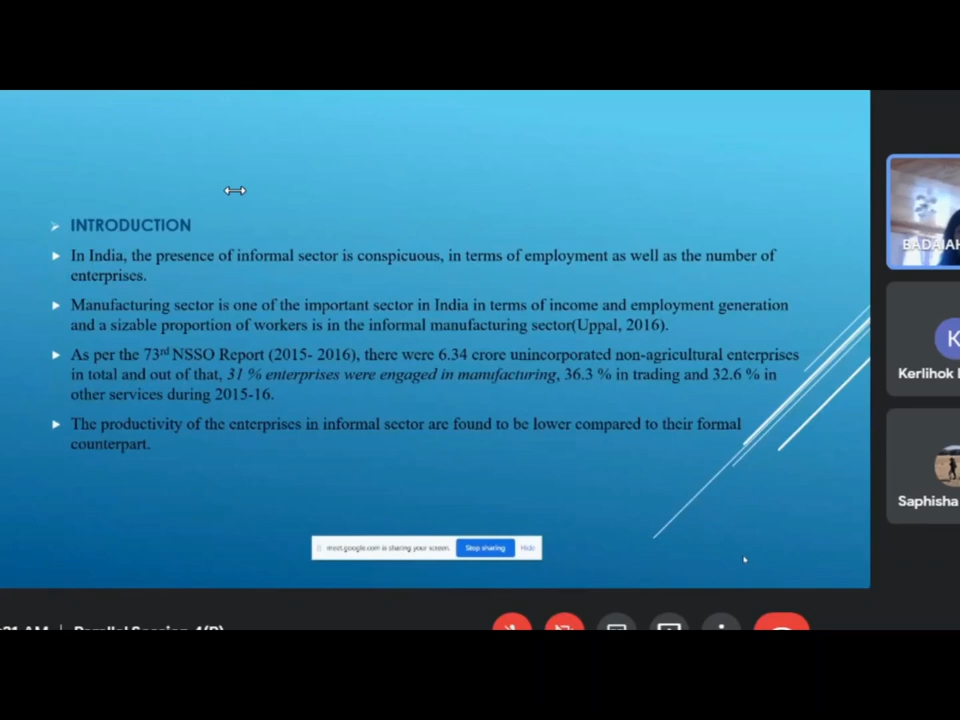 INTRODUCTION
In India, the presence of informal sector is conspicuous, in terms of employment as well as the number of
enterprises.
Manufacturing sector is one of the important sector in India in terms of income and employment generation
and a sizable proportion of workers is in the informal manufacturing sector(Uppal, 2016).
As per the 73rd NSSO Report (2015- 2016), there were 6.34 crore unincorporated non-agricultural enterprises
in total and out of that, 31 % enterprises were engaged in manufacturing, 36.3 % in trading and 32.6 % in
other services during 2015-16.
The productivity of the enterprises in informal sector are found to be lower compared to their formal
counterpart.
meet.google.com is sharing your screen. Stop sharing Hide
BADAIAH
K
Kerlihok
Saphisha
AM | Parallel Session